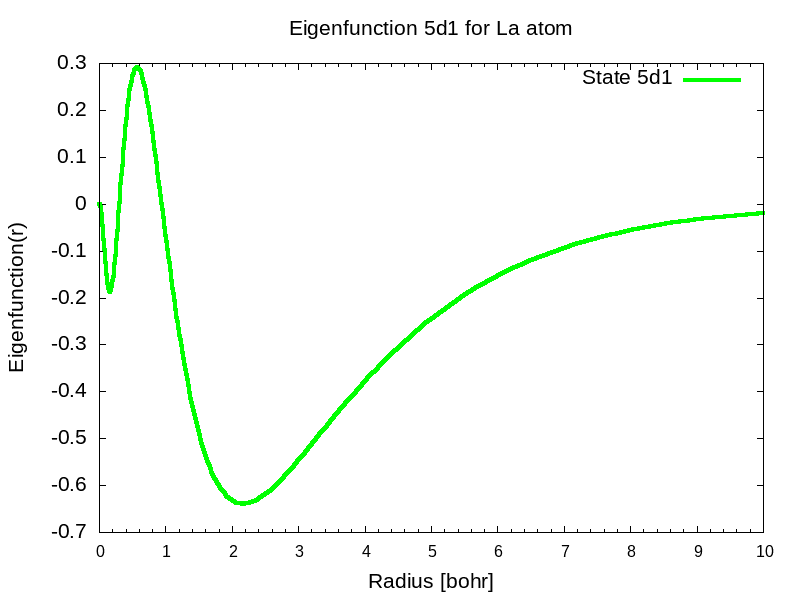 Eigenfunction 5d1 for La atom
State 5d1
Eigenfunction(r)
0.3
0.2
0.1
0
-0.1
-0.2
-0.3
-0.4
-0.5
-0.6
-0.7
0 1 2 3 4 5 6 7 8 9 10
Radius [bohr]